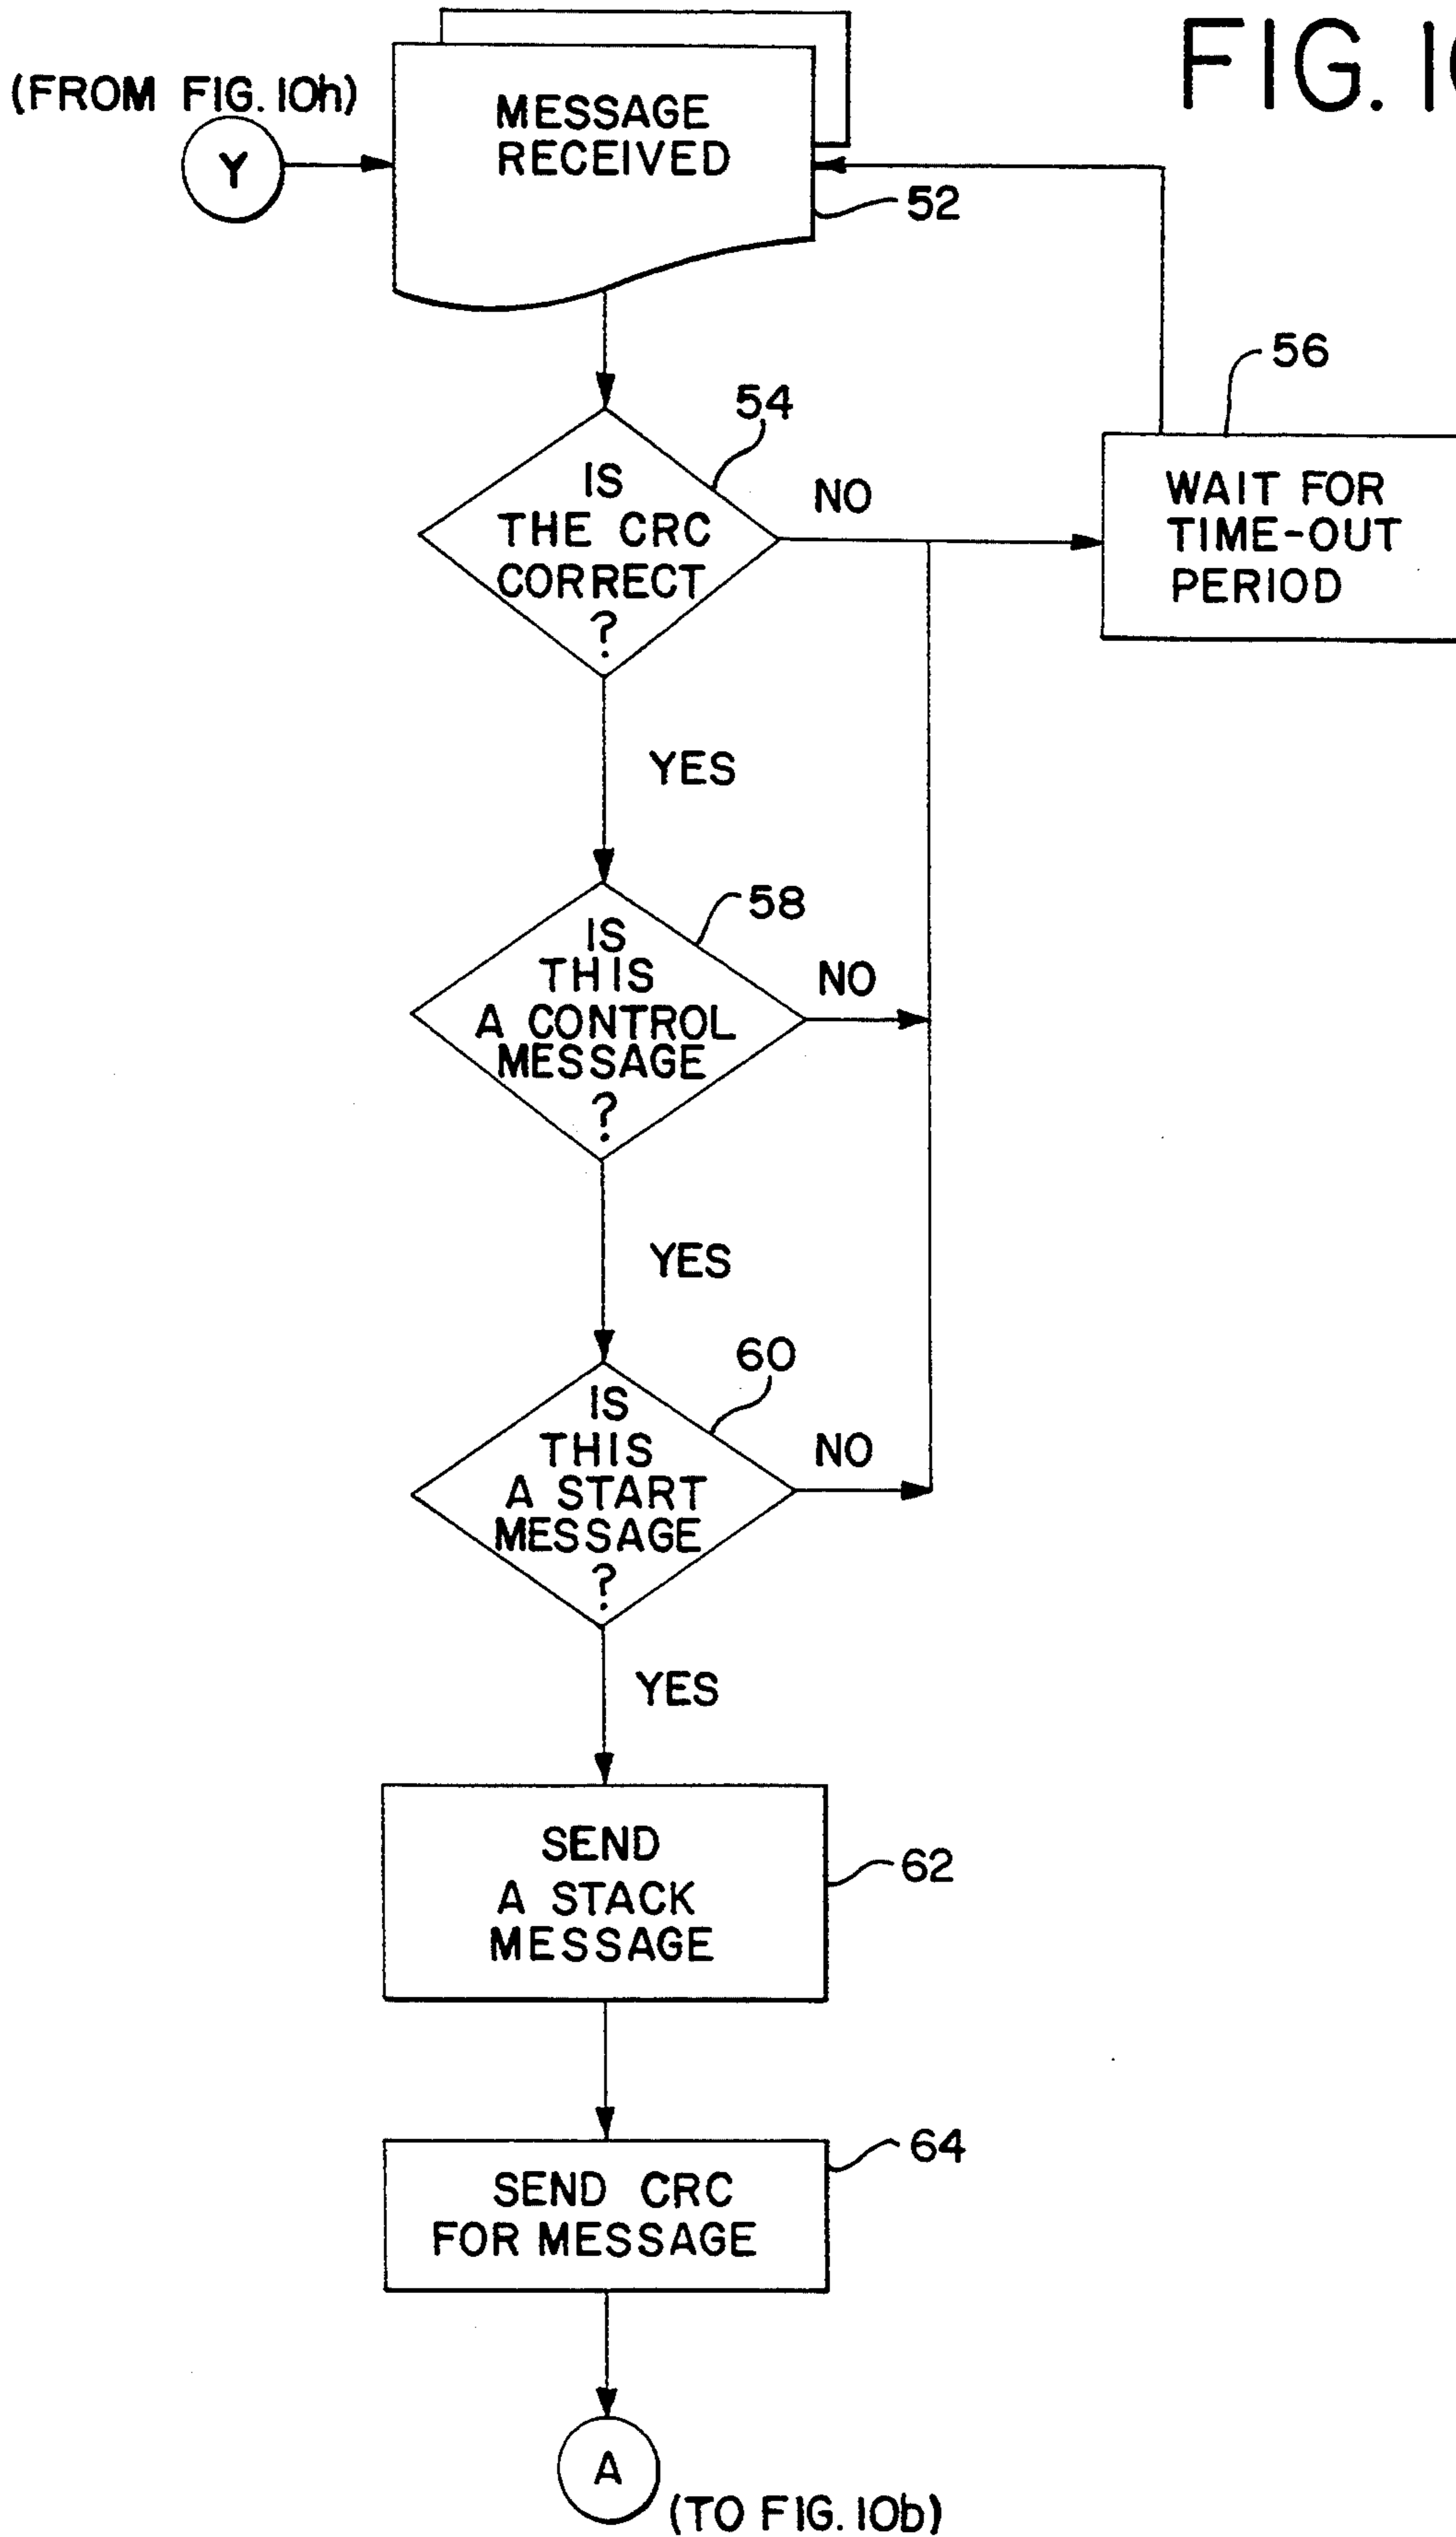 FIG. 10
(FROM FIG. 10h)
Y
MESSAGE
RECEIVED
52
54
IS
THE CRC
CORRECT
?
NO
56
WAIT FOR
TIME-OUT
PERIOD
YES
58
IS
THIS
A CONTROL
MESSAGE
?
NO
YES
60
IS
THIS
A START
MESSAGE
?
NO
YES
SEND
A STACK
MESSAGE
62
SEND CRC
FOR MESSAGE
64
A
(TO FIG. 10b)